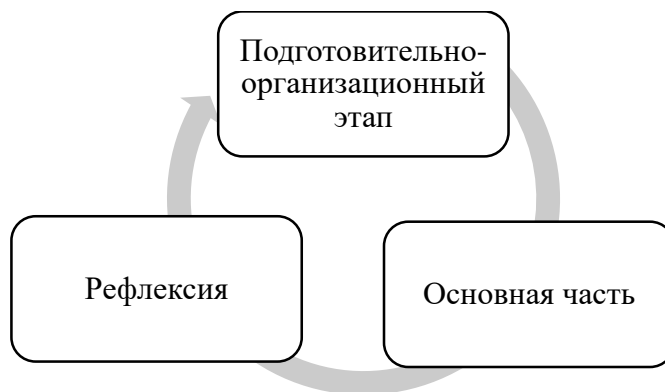 Подготовительно-
организационный
этап
Рефлексия
Основная часть